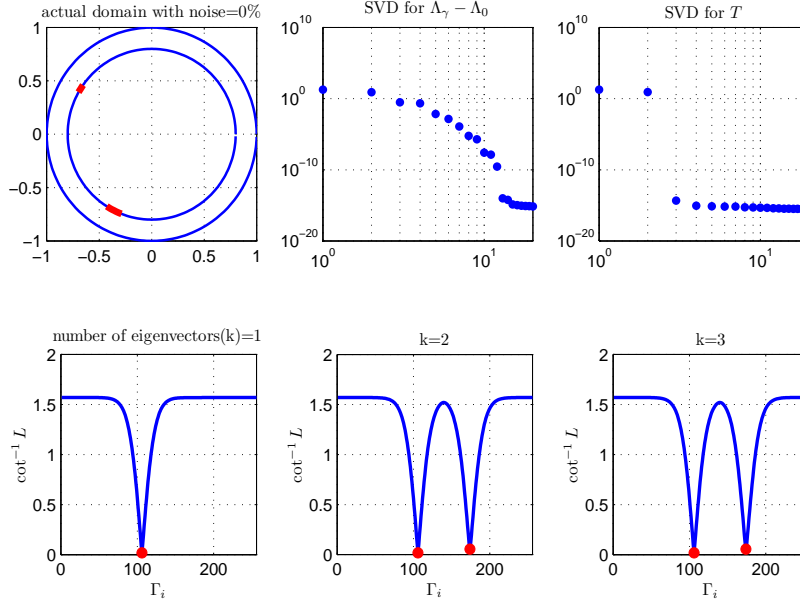 actual domain with noise=0%
1
0.5
0
−0.5
−1
−1 −0.5 0 0.5 1
SVD for Λγ − Λ0
10^10
10^0
10^−10
10^−20
10^0 10^1
SVD for T
10^10
10^0
10^−10
10^−20
10^0 10^1
number of eigenvectors(k)=1
2
1.5
1
0.5
0
cot^−1 L
0 100 200
Γi
k=2
2
1.5
1
0.5
0
cot^−1 L
0 100 200
Γi
k=3
2
1.5
1
0.5
0
cot^−1 L
0 100 200
Γi